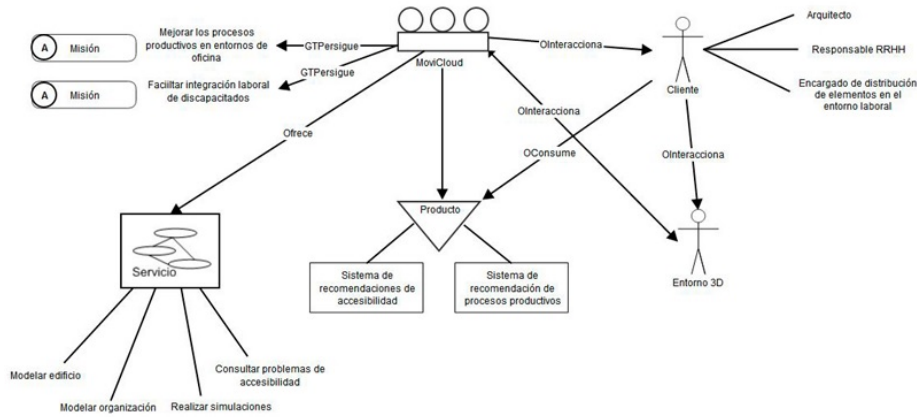 A
Misión
Mejorar los procesos
productivos en entornos de
oficina
GTPersigue
MoviCloud
OInteracciona
Cliente
Arquitecto
Responsable RRHH
Encargado de distribución
de elementos en el
entorno laboral
A
Misión
Faciltar integración laboral
de discapacitados
GTPersigue
Ofrece
OInteracciona
OConsume
OInteracciona
Producto
Servicio
Sistema de
recomendaciones de
accesibilidad
Sistema de
recomendación de
procesos productivos
Entorno 3D
Modelar edificio
Modelar organización
Realizar simulaciones
Consultar problemas de
accesibilidad